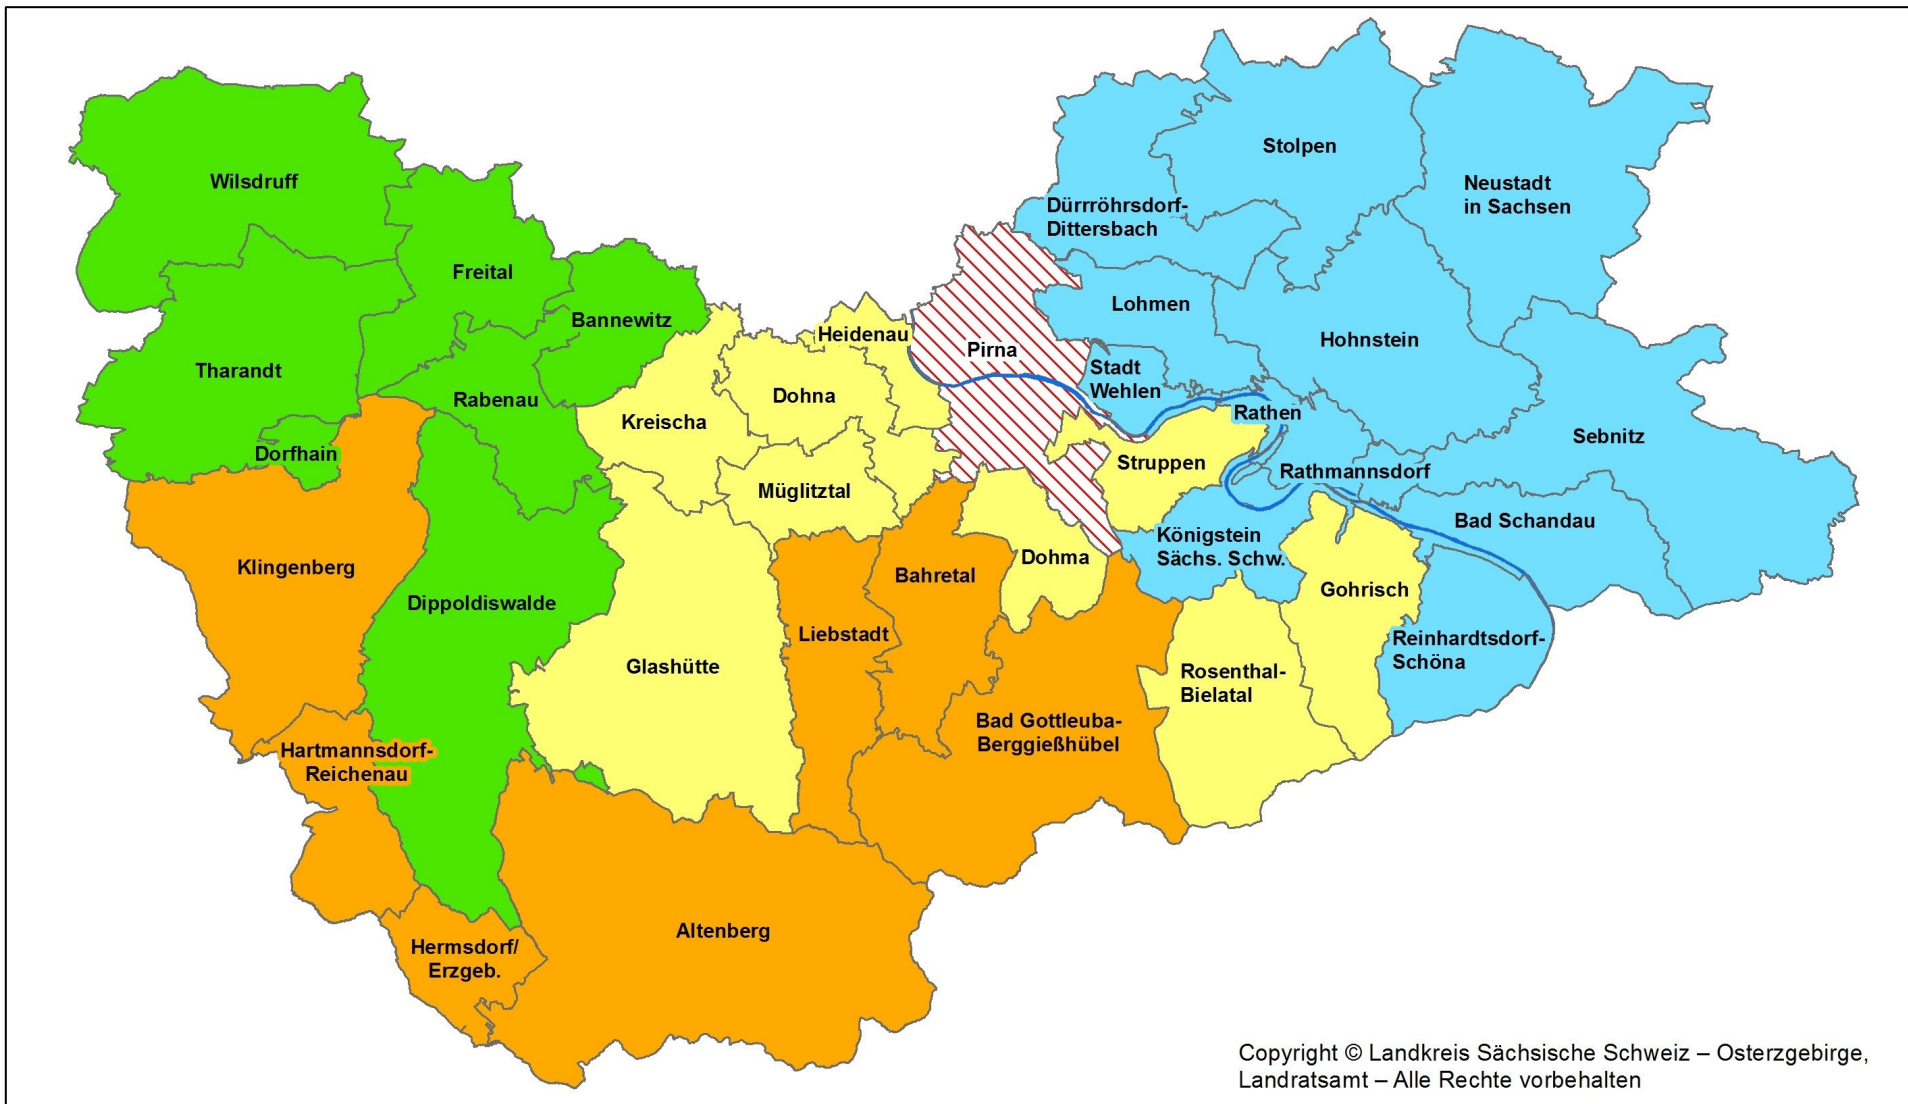 Wilsdruff
Stolpen
Neustadt
in Sachsen
Dürrröhrsdorf-
Dittersbach
Freital
Lohmen
Bannewitz
Heidenau
Hohnstein
Pirna
Tharandt
Stadt
Wehlen
Rabenau
Dohna
Kreischa
Rathen
Sebnitz
Dorfhain
Struppen
Rathmannsdorf
Müglitztal
Bad Schandau
Königstein
Sächs. Schw.
Dohma
Klingenberg
Bahretal
Gohrisch
Dippoldiswalde
Liebstadt
Reinhardtsdorf-
Schöna
Glashütte
Rosenthal-
Bielatal
Bad Gottleuba-
Berggießhübel
Hartmannsdorf-
Reichenau
Altenberg
Hermsdorf/
Erzgeb.
Copyright © Landkreis Sächsische Schweiz – Osterzgebirge,
Landratsamt – Alle Rechte vorbehalten